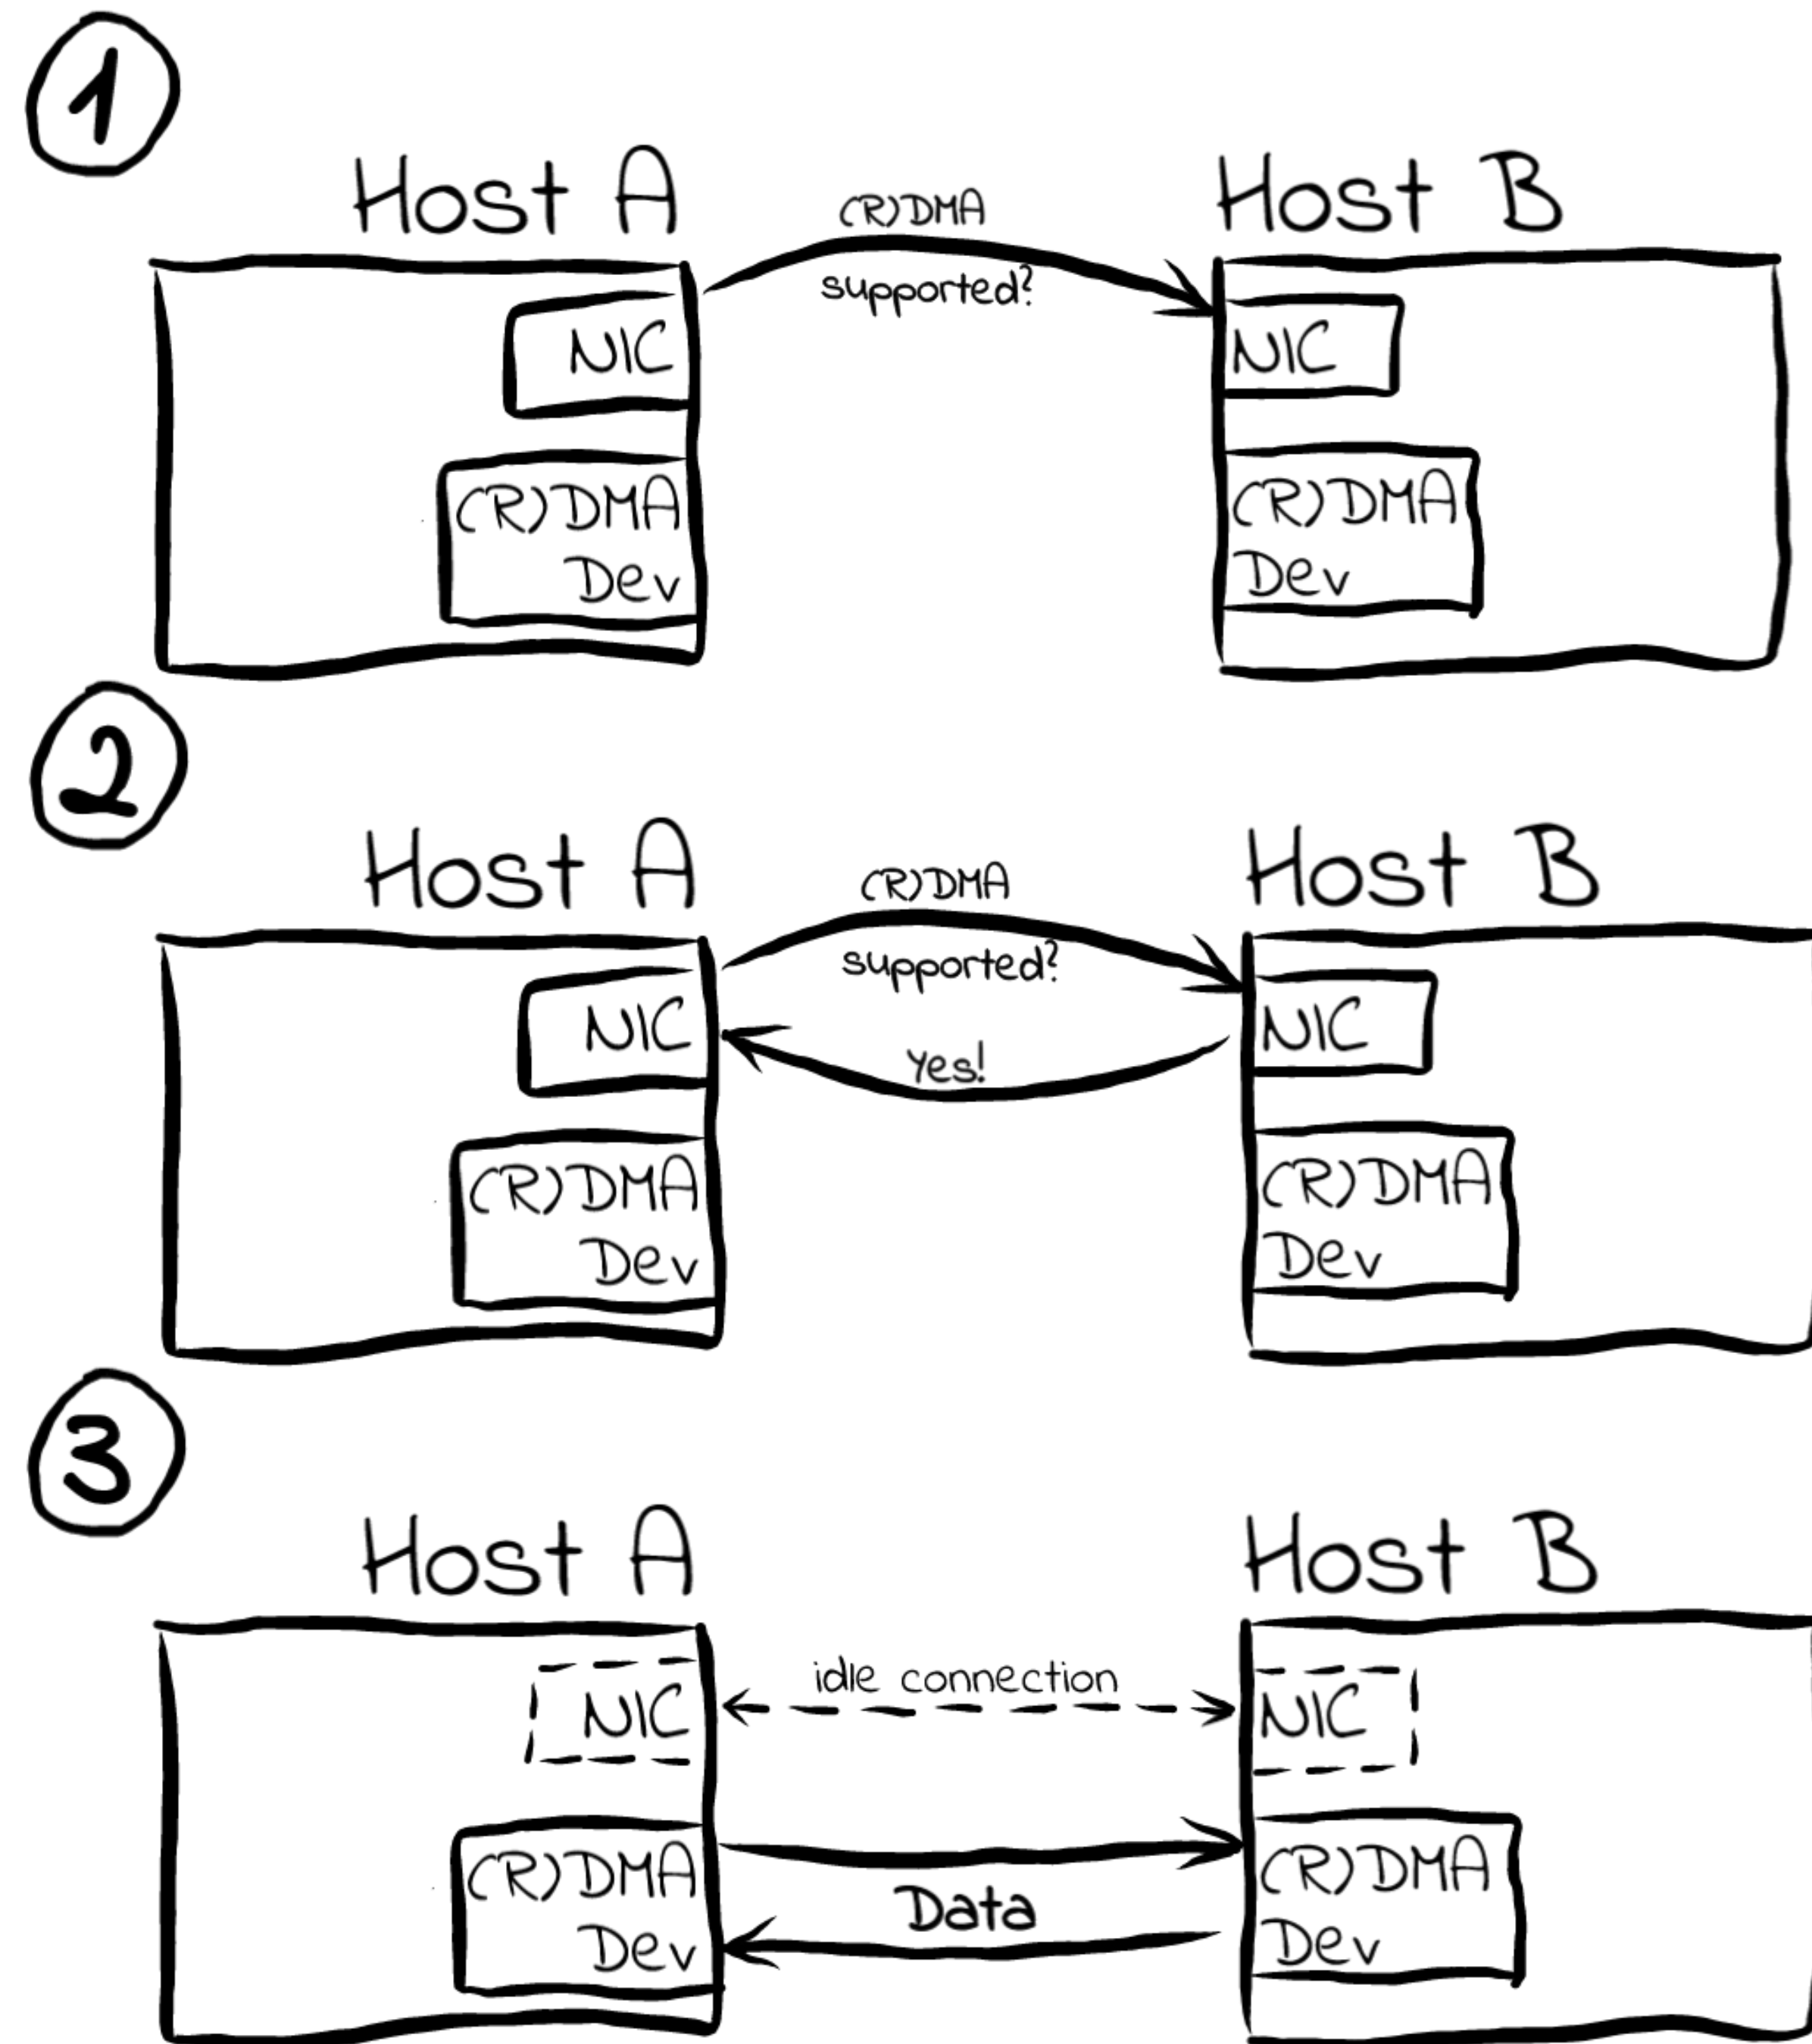 1
Host A
Host B
(R)DMA
supported?
NIC
NIC
(R)DMA
Dev
(R)DMA
Dev
2
Host A
Host B
(R)DMA
supported?
Yes!
NIC
NIC
(R)DMA
Dev
(R)DMA
Dev
3
Host A
Host B
idle connection
NIC
NIC
(R)DMA
Dev
Data
(R)DMA
Dev